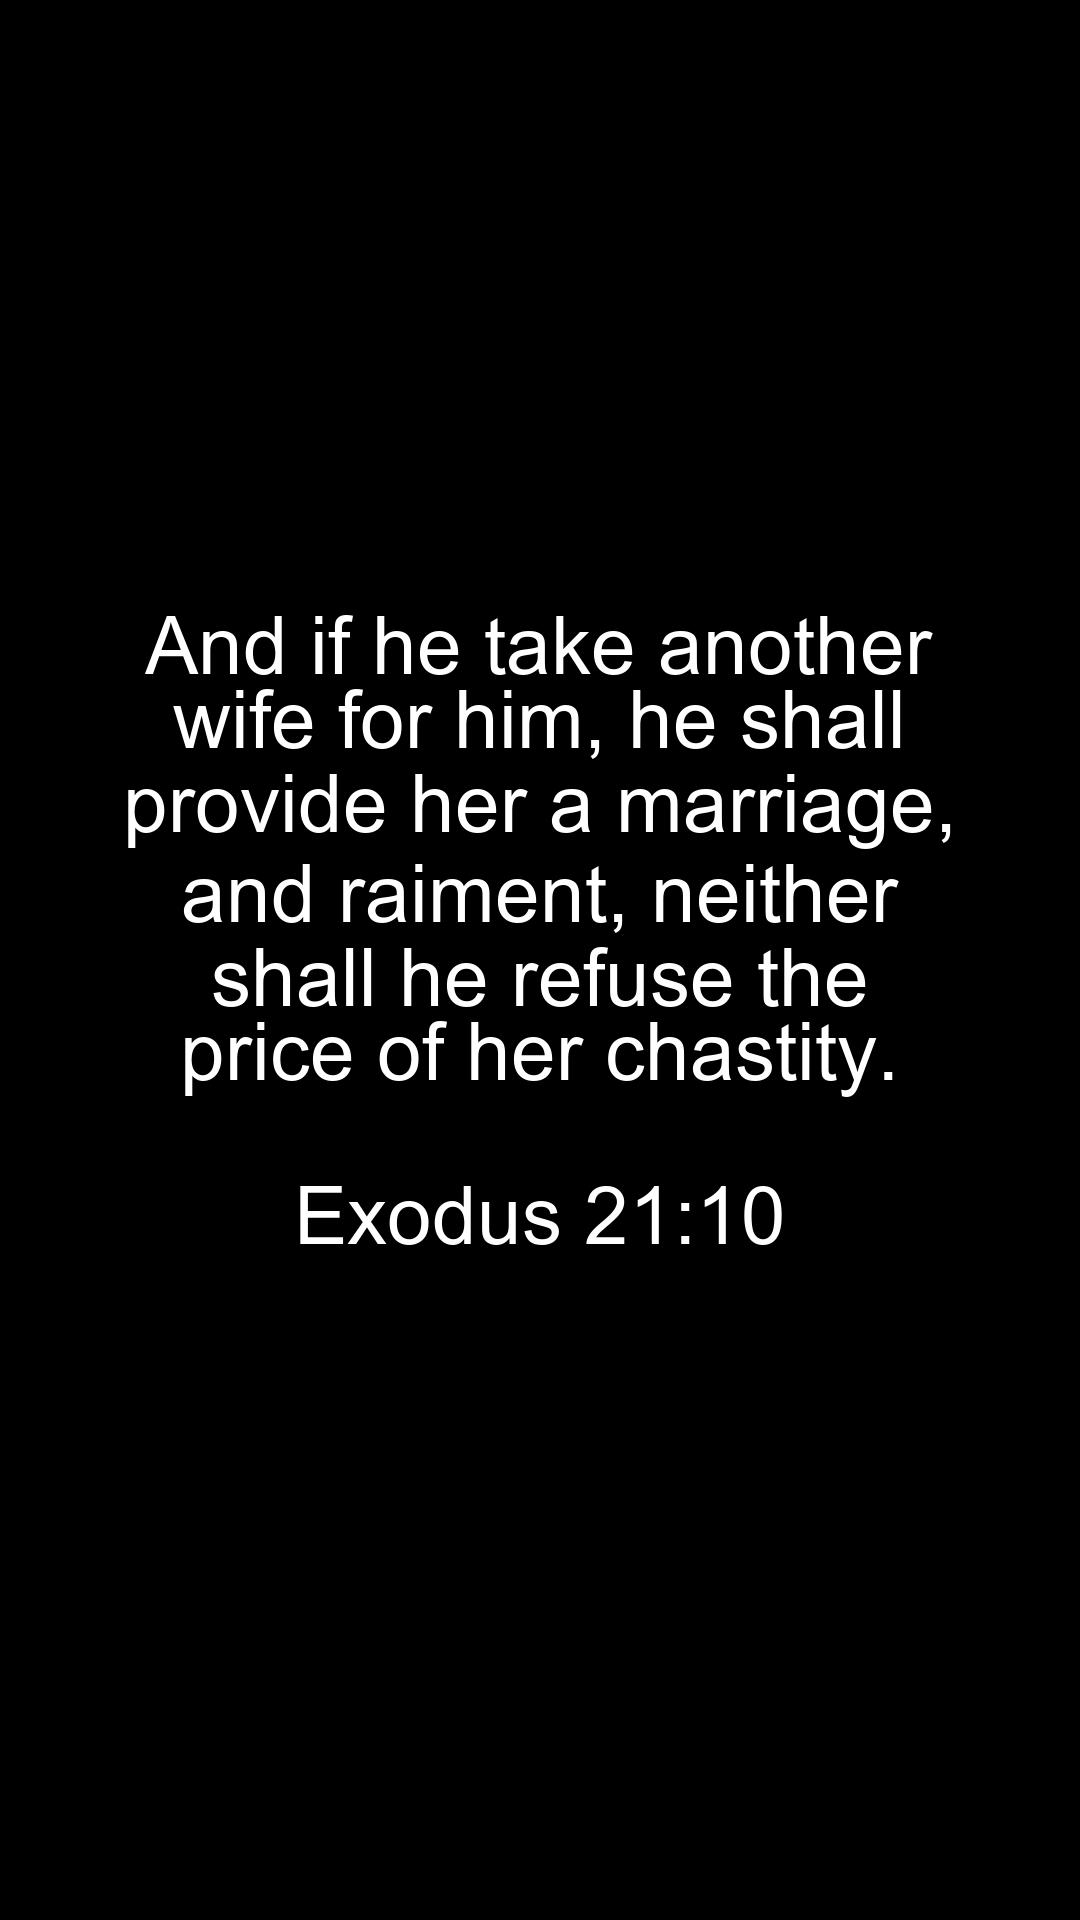 And if he take another
wife for him, he shall
provide her a marriage,
and raiment, neither
shall he refuse the
price of her chastity.
Exodus 21:10